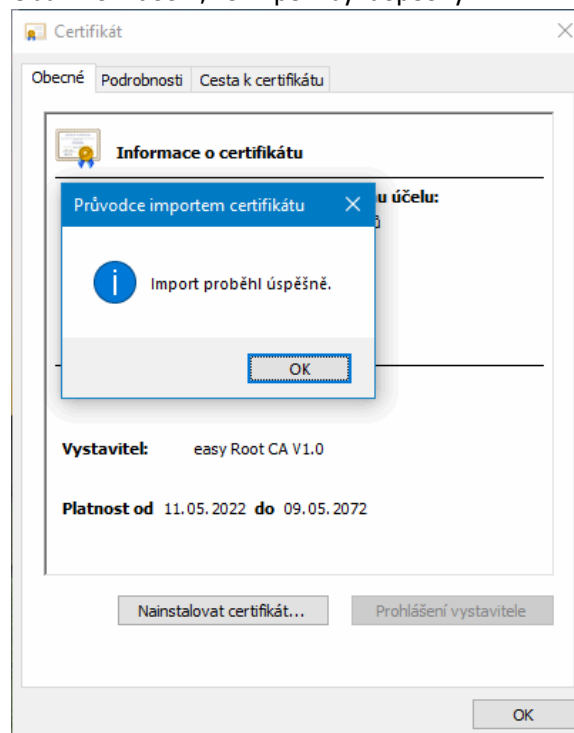 Certifikát
Obecné Podrobnosti Cesta k certifikátu
Informace o certifikátu
u účelu:
Průvodce importem certifikátu
Import proběhl úspěšně.
OK
Vystavitel: easy Root CA V1.0
Platnost od 11.05.2022 do 09.05.2072
Nainstalovat certifikát...
Prohlášení vystavitele
OK